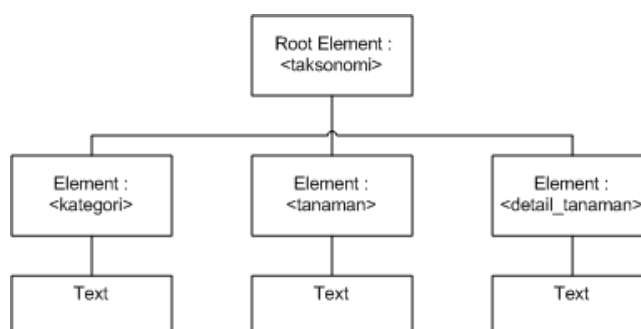 Root Element :
<taksonomi>
Element :
<kategori>
Element :
<tanaman>
Element :
<detail_tanaman>
Text
Text
Text